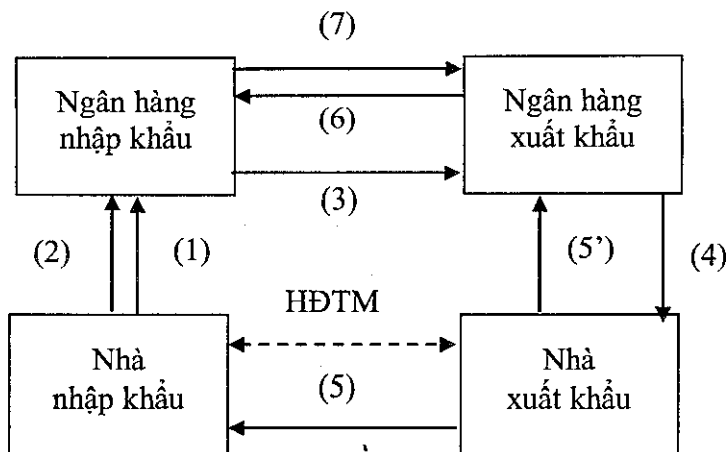 (7)
Ngân hàng
nhập khẩu
Ngân hàng
xuất khẩu
(6)
(3)
(2)
(1)
(5’)
(4)
HĐTM
Nhà
nhập khẩu
Nhà
xuất khẩu
(5)